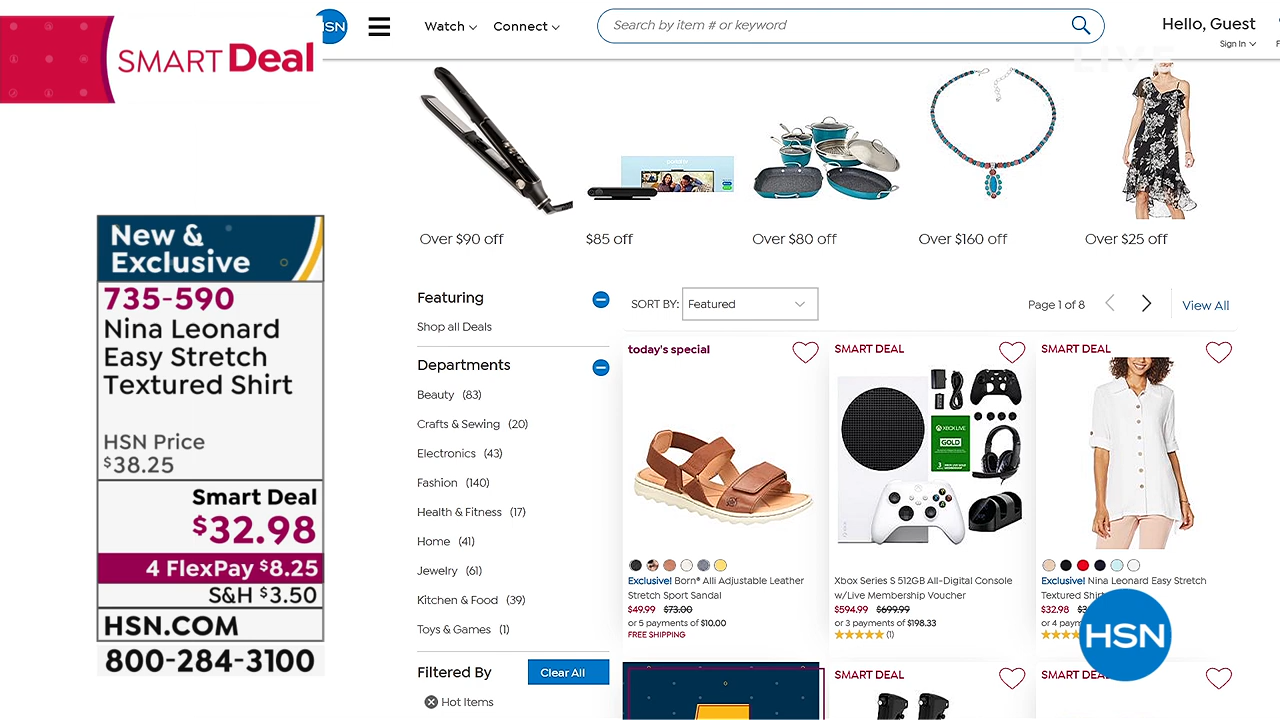 SMART Deal
HSN
Watch
Connect
Search by item # or keyword
Hello, Guest
Sign In
LIVE
Over $90 off
$85 off
Over $80 off
Over $160 off
Over $25 off
New &
Exclusive
735-590
Nina Leonard
Easy Stretch
Textured Shirt
HSN Price
$38.25
Smart Deal
$32.98
4 FlexPay $8.25
S&H $3.50
HSN.COM
800-284-3100
Featuring
Shop all Deals
Departments
Beauty (83)
Crafts & Sewing (20)
Electronics (43)
Fashion (140)
Health & Fitness (17)
Home (41)
Jewelry (61)
Kitchen & Food (39)
Toys & Games (1)
Filtered By
Clear All
Hot Items
SORT BY: Featured
Page 1 of 8
View All
today's special
Exclusive! Born® Alli Adjustable Leather
Stretch Sport Sandal
$49.99 $73.00
or 5 payments of $10.00
FREE SHIPPING
SMART DEAL
XBOX LIVE
GOLD
Xbox Series S 512GB All-Digital Console
w/Live Membership Voucher
$594.99 $699.99
or 3 payments of $198.33
(1)
SMART DEAL
Exclusive! Nina Leonard Easy Stretch
Textured Shirt
$32.98
or 4
HSN
SMART DEAL
SMART DEAL